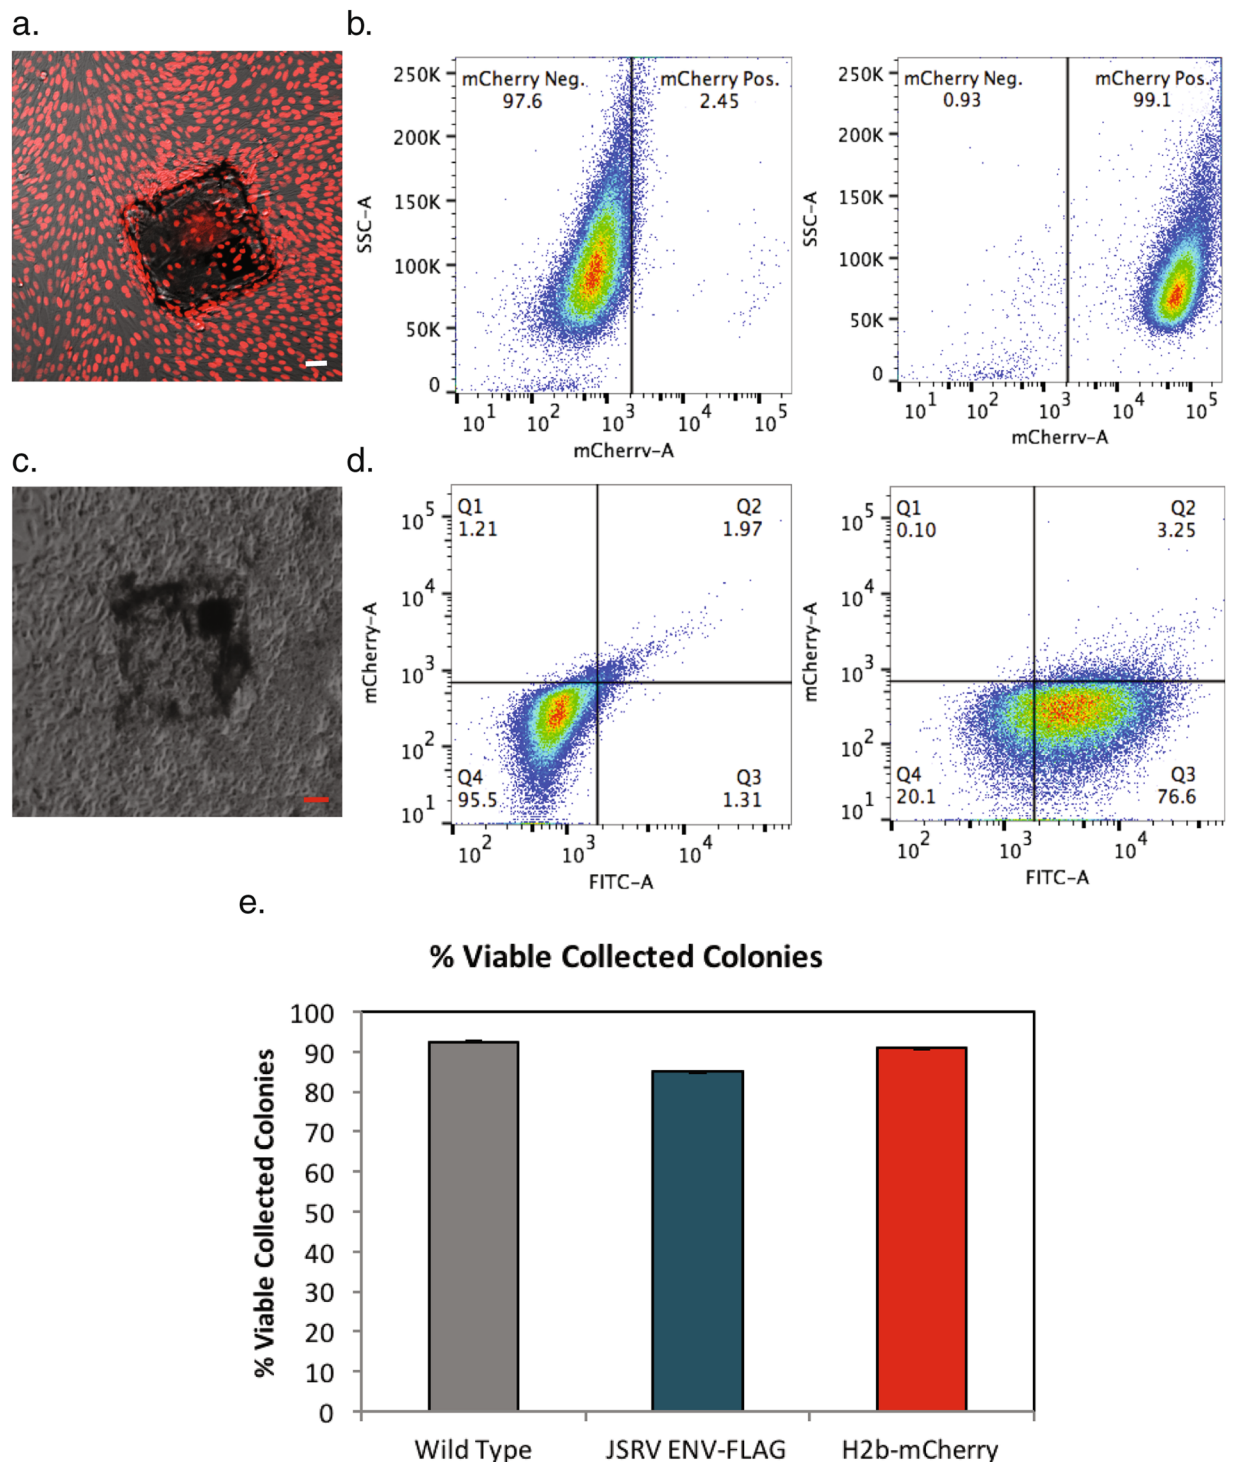 a.
b.
250K
200K
150K
100K
50K
0
SSC-A
mCherry Neg.
97.6
mCherry Pos.
2.45
10^1 10^2 10^3 10^4 10^5
mCherry-A
250K
200K
150K
100K
50K
0
SSC-A
mCherry Neg.
0.93
mCherry Pos.
99.1
10^1 10^2 10^3 10^4 10^5
mCherry-A
c.
d.
10^5
10^4
10^3
10^2
10^1
mCherry-A
Q1
1.21
Q2
1.97
Q4
95.5
Q3
1.31
10^2 10^3 10^4
FITC-A
10^5
10^4
10^3
10^2
10^1
mCherry-A
Q1
0.10
Q2
3.25
Q4
20.1
Q3
76.6
10^2 10^3 10^4
FITC-A
e.
% Viable Collected Colonies
% Viable Collected Colonies
100
90
80
70
60
50
40
30
20
10
0
Wild Type
JSRV ENV-FLAG
H2b-mCherry